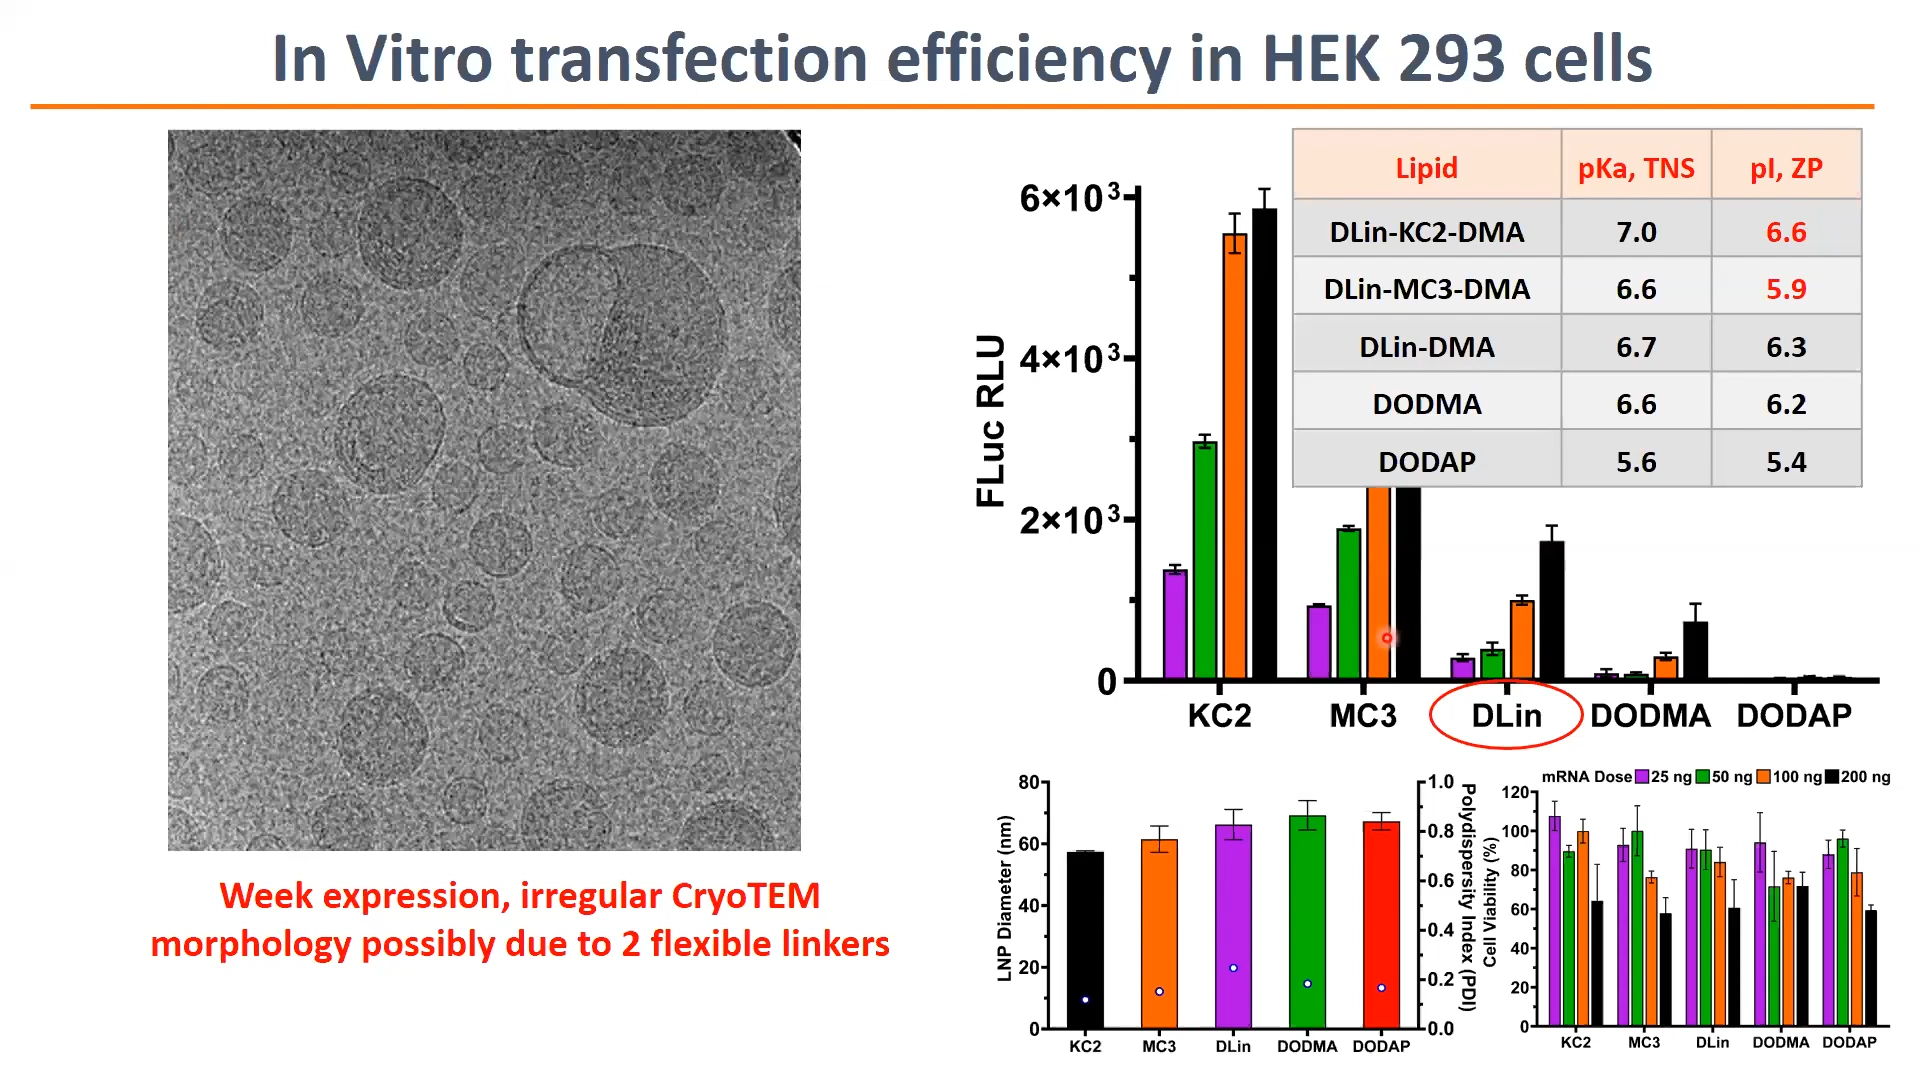 In Vitro transfection efficiency in HEK 293 cells
Week expression, irregular CryoTEM
morphology possibly due to 2 flexible linkers
FLuc RLU
6×10³
4×10³
2×10³
0
KC2 MC3 DLin DODMA DODAP
Lipid pKa, TNS pI, ZP
DLin-KC2-DMA 7.0 6.6
DLin-MC3-DMA 6.6 5.9
DLin-DMA 6.7 6.3
DODMA 6.6 6.2
DODAP 5.6 5.4
LNP Diameter (nm)
80
60
40
20
0
KC2 MC3 DLin DODMA DODAP
1.0
0.8
0.6
0.4
0.2
0.0
Polydispersity Index (PDI)
mRNA Dose 25 ng 50 ng 100 ng 200 ng
Cell Viability (%)
120
100
80
60
40
20
0
KC2 MC3 DLin DODMA DODAP